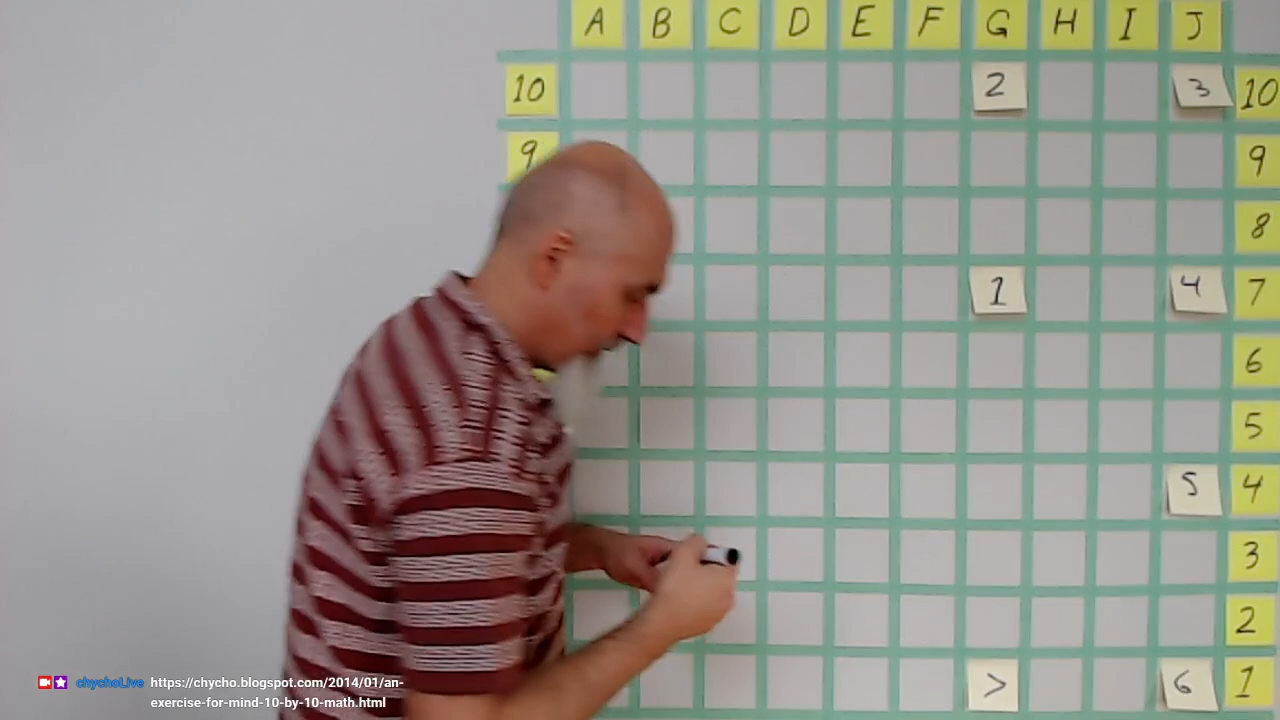 A B C D E F G H I J
10 2 3 10
9 9
8
1 4 7
6
5
5 4
3
2
> 6 1
chychoLive https://chycho.blogspot.com/2014/01/an-
exercise-for-mind-10-by-10-math.html